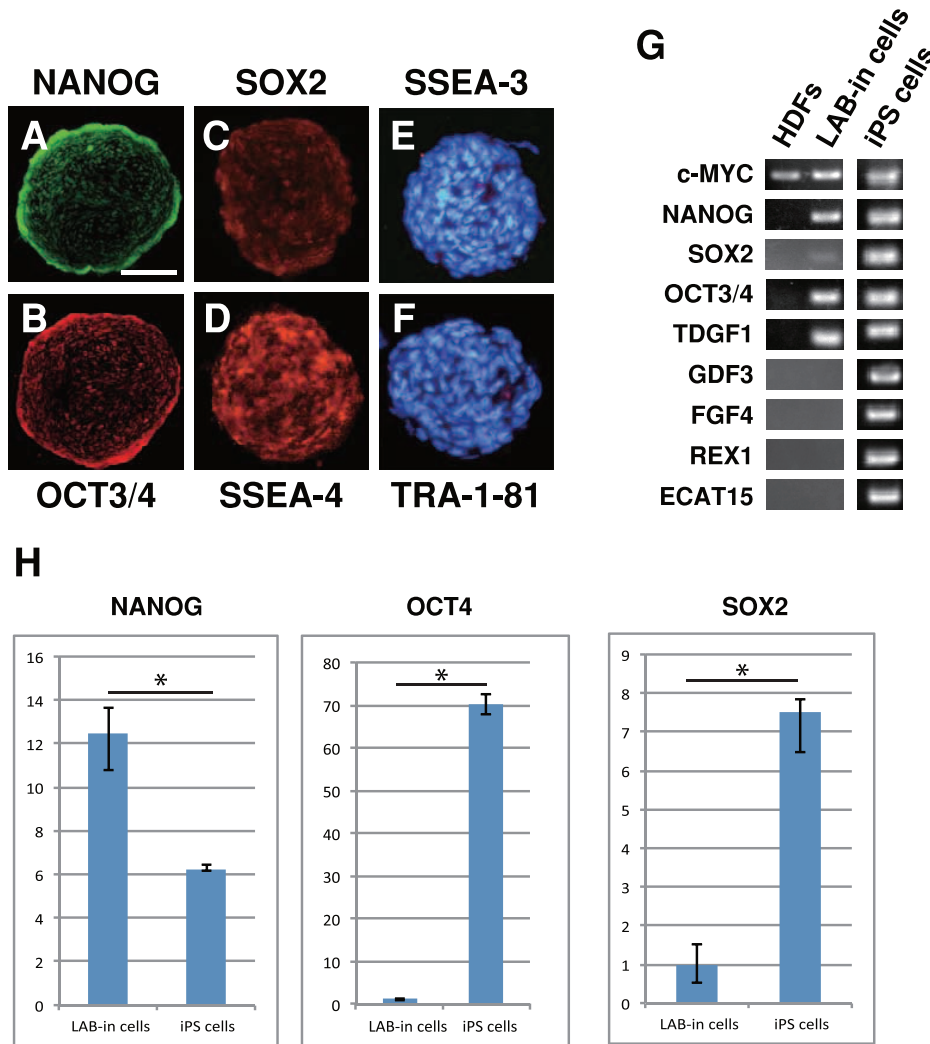 NANOG SOX2 SSEA-3
A C E
B D F
OCT3/4 SSEA-4 TRA-1-81
G
HDFs LAB-in cells iPS cells
c-MYC
NANOG
SOX2
OCT3/4
TDGF1
GDF3
FGF4
REX1
ECAT15
H
NANOG
16
14
12
10
8
6
4
2
0
*
LAB-in cells iPS cells
OCT4
80
70
60
50
40
30
20
10
0
*
LAB-in cells iPS cells
SOX2
9
8
7
6
5
4
3
2
1
0
*
LAB-in cells iPS cells